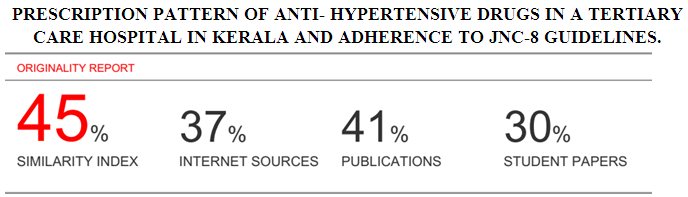 PRESCRIPTION PATTERN OF ANTI- HYPERTENSIVE DRUGS IN A TERTIARY
CARE HOSPITAL IN KERALA AND ADHERENCE TO JNC-8 GUIDELINES.
ORIGINALITY REPORT
45% 37% 41% 30%
SIMILARITY INDEX INTERNET SOURCES PUBLICATIONS STUDENT PAPERS